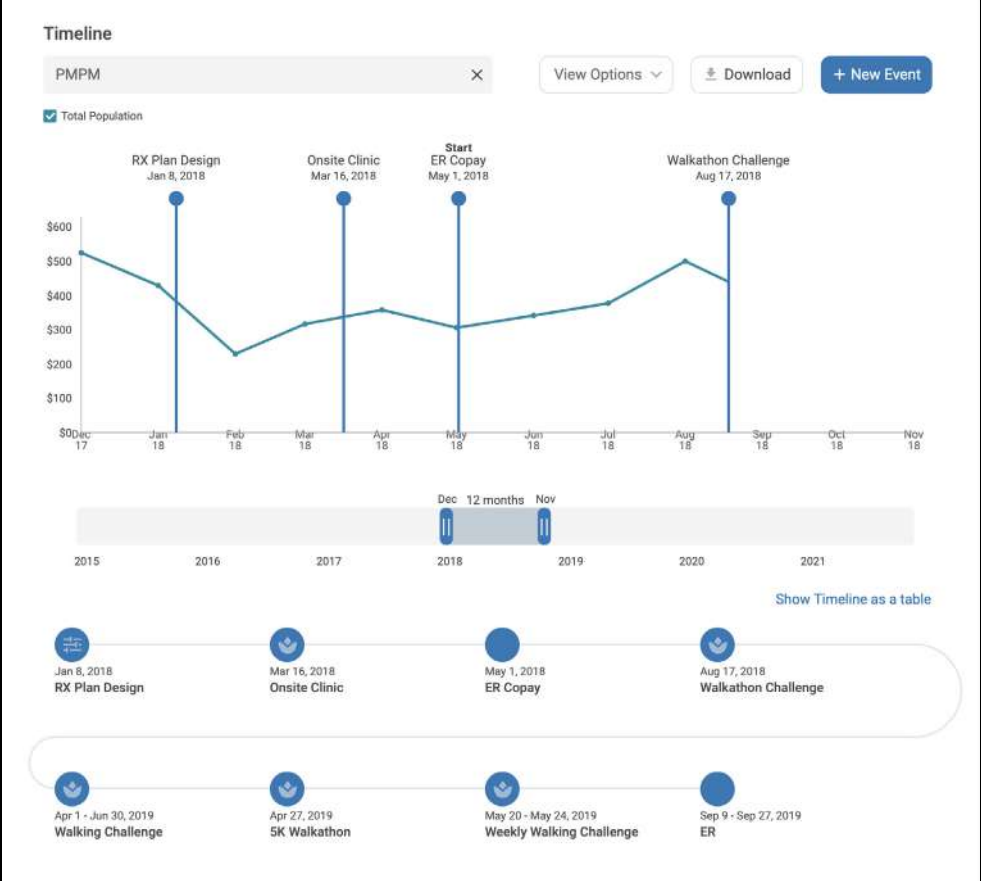 Timeline
PMPM
View Options
Download
+ New Event
Total Population
Start
RX Plan Design
Onsite Clinic
ER Copay
Walkathon Challenge
Jan 8, 2018
Mar 16, 2018
May 1, 2018
Aug 17, 2018
$600
$500
$400
$300
$200
$100
$0
Dec Jan Feb Mar Apr May Jun Jul Aug Sep Oct Nov
17 18 18 18 18 18 18 18 18 18 18 18
Dec 12 months Nov
2015 2016 2017 2018 2019 2020 2021
Show Timeline as a table
Jan 8, 2018
RX Plan Design
Mar 16, 2018
Onsite Clinic
May 1, 2018
ER Copay
Aug 17, 2018
Walkathon Challenge
Apr 1 - Jun 30, 2019
Walking Challenge
Apr 27, 2019
5K Walkathon
May 20 - May 24, 2019
Weekly Walking Challenge
Sep 9 - Sep 27, 2019
ER